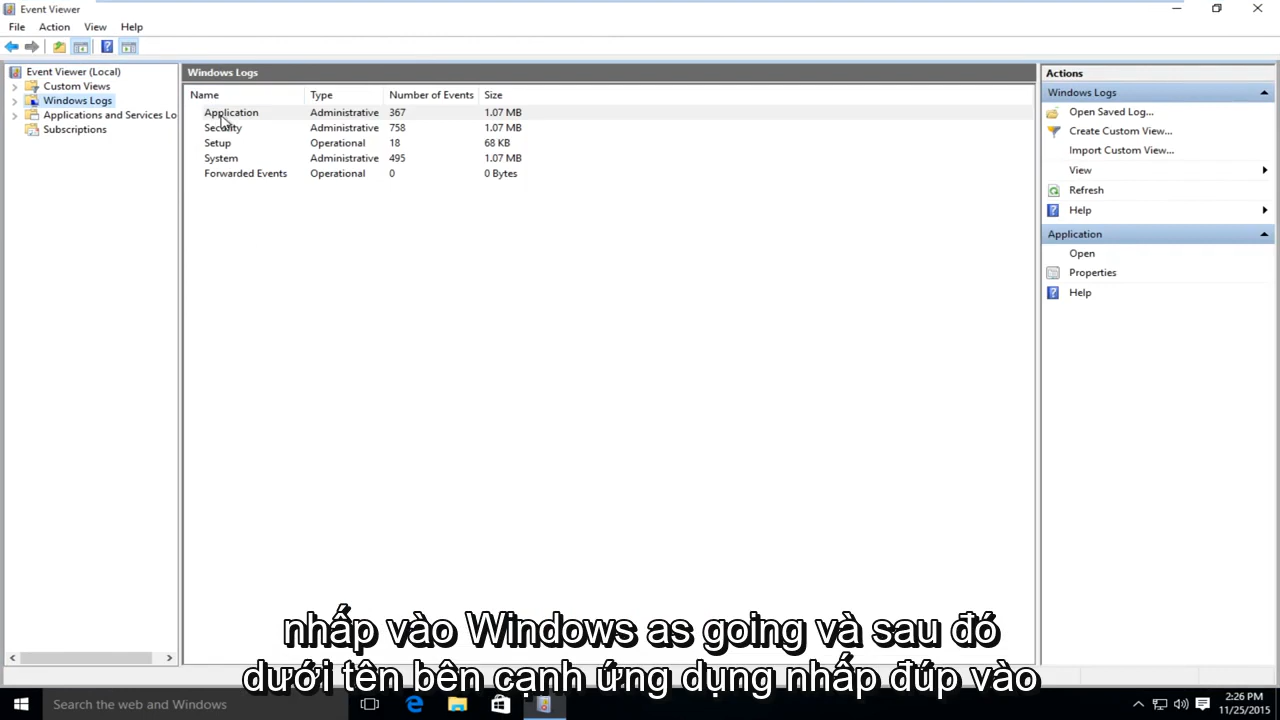 Event Viewer
File Action View Help
Event Viewer (Local)
Custom Views
Windows Logs
Applications and Services Lo
Subscriptions
Windows Logs
Name Type Number of Events Size
Application Administrative 367 1.07 MB
Security Administrative 758 1.07 MB
Setup Operational 18 68 KB
System Administrative 495 1.07 MB
Forwarded Events Operational 0 0 Bytes
Actions
Windows Logs
Open Saved Log...
Create Custom View...
Import Custom View...
View
Refresh
Help
Application
Open
Properties
Help
nhấp vào Windows as going và sau đó
dưới tên bên cạnh ứng dụng nhấp đúp vào
Search the web and Windows
2:26 PM
11/25/2015